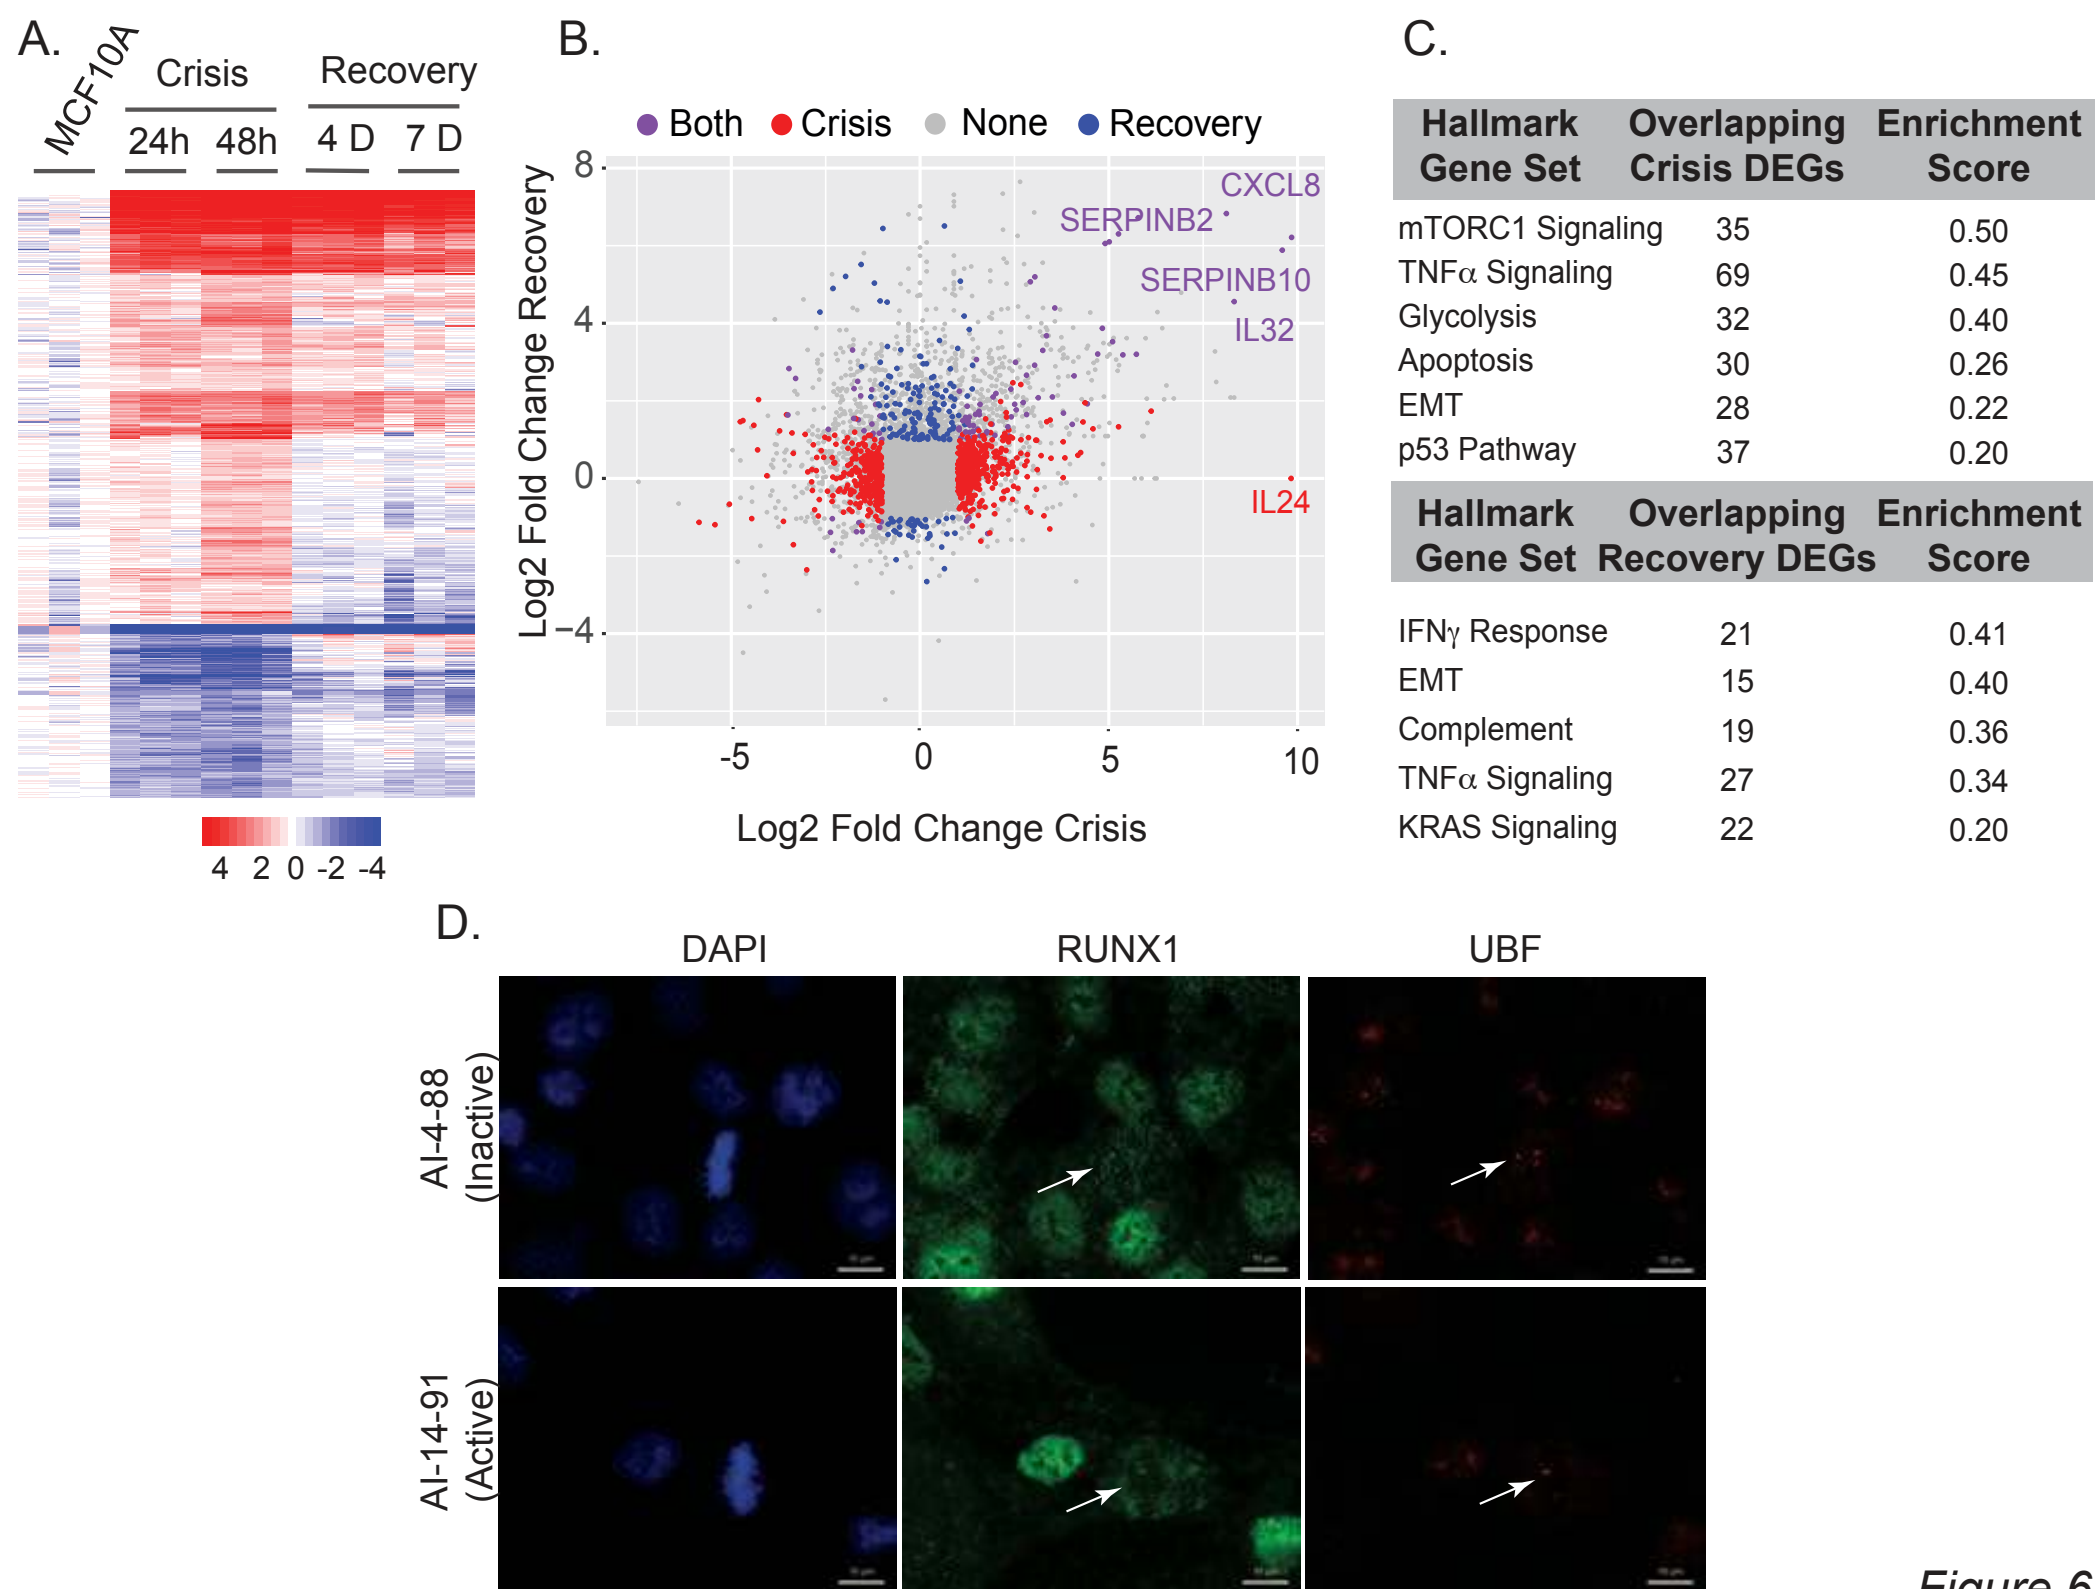 A.
MCF10A
Crisis
Recovery
24h 48h 4 D 7 D
4 2 0 -2 -4
B.
Both Crisis None Recovery
Log2 Fold Change Recovery
8
4
0
−4
CXCL8
SERPINB2
SERPINB10
IL32
IL24
-5 0 5 10
Log2 Fold Change Crisis
C.
Hallmark Overlapping Enrichment
Gene Set Crisis DEGs Score
mTORC1 Signaling 35 0.50
TNFα Signaling 69 0.45
Glycolysis 32 0.40
Apoptosis 30 0.26
EMT 28 0.22
p53 Pathway 37 0.20
Hallmark Overlapping Enrichment
Gene Set Recovery DEGs Score
IFNγ Response 21 0.41
EMT 15 0.40
Complement 19 0.36
TNFα Signaling 27 0.34
KRAS Signaling 22 0.20
D.
DAPI RUNX1 UBF
AI-4-88
(Inactive)
AI-14-91
(Active)
Figure 6